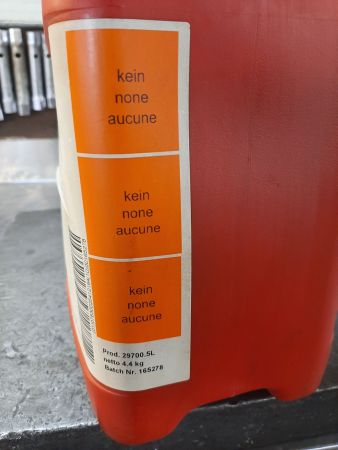 kein
none
aucune
kein
none
aucune
kein
none
aucune
Prod. 29700.5L
netto 4.4 kg
Batch Nr. 165278